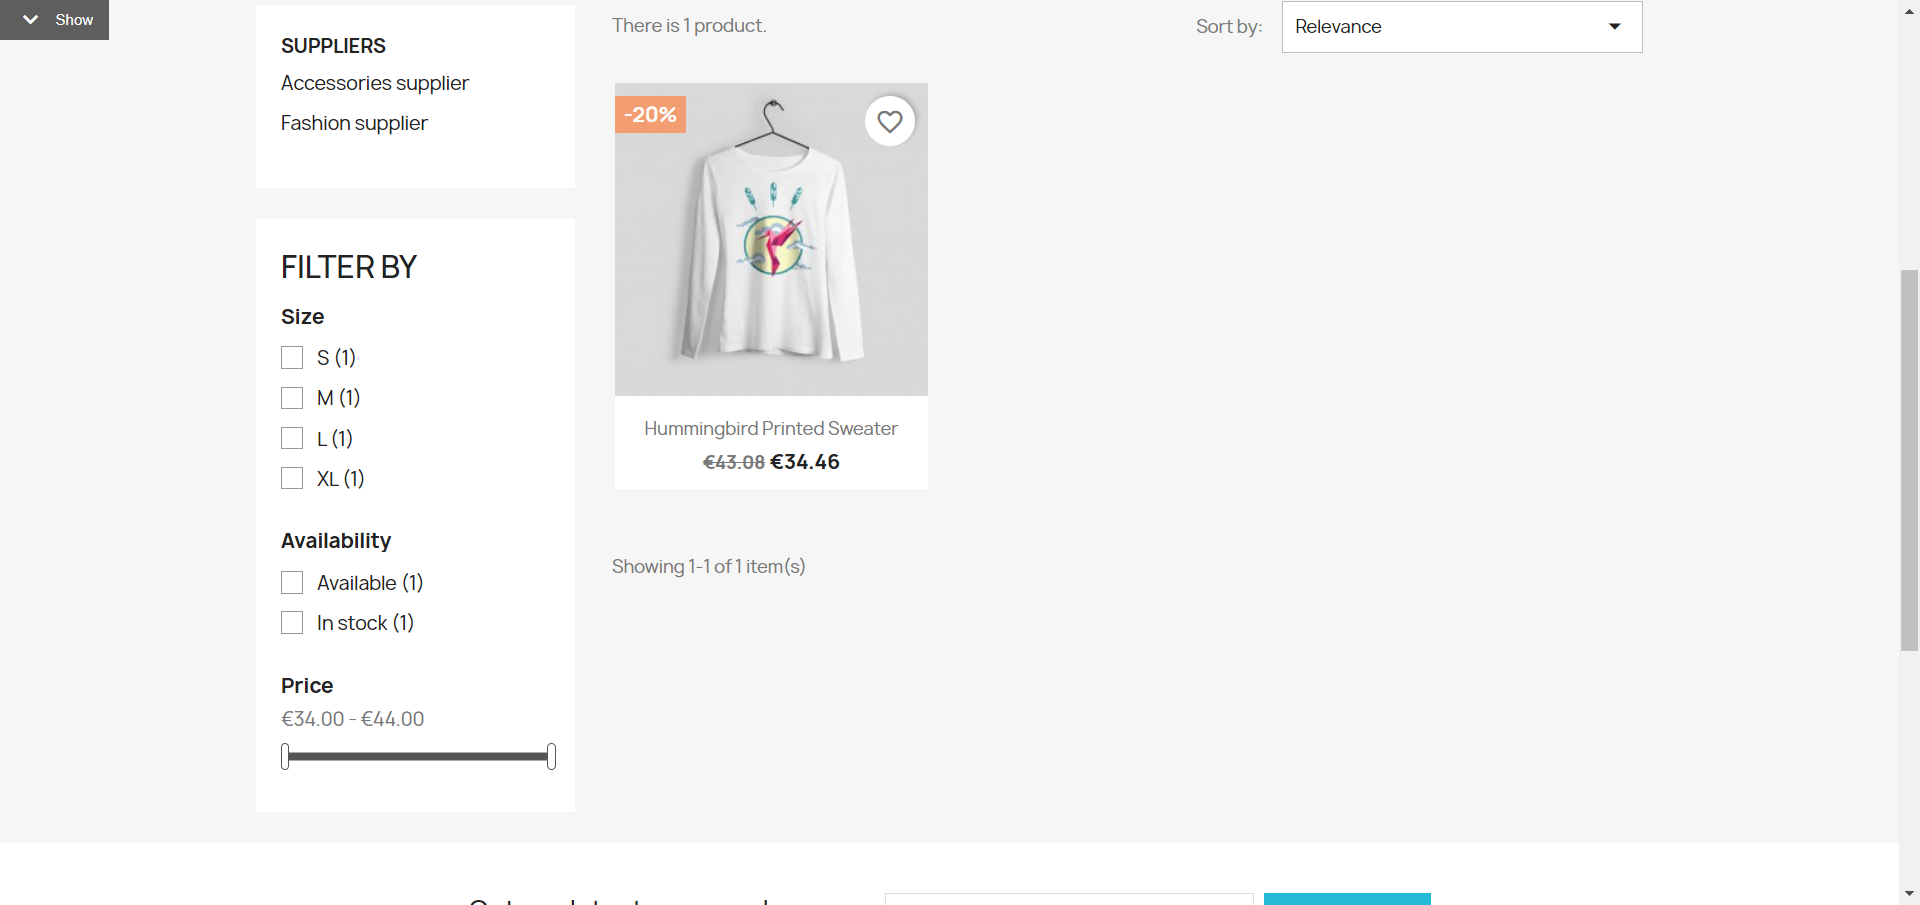 Show
SUPPLIERS
Accessories supplier
Fashion supplier
FILTER BY
Size
S (1)
M (1)
L (1)
XL (1)
Availability
Available (1)
In stock (1)
Price
€34.00 - €44.00
There is 1 product.
Sort by:
Relevance
-20%
Hummingbird Printed Sweater
€43.08 €34.46
Showing 1-1 of 1 item(s)